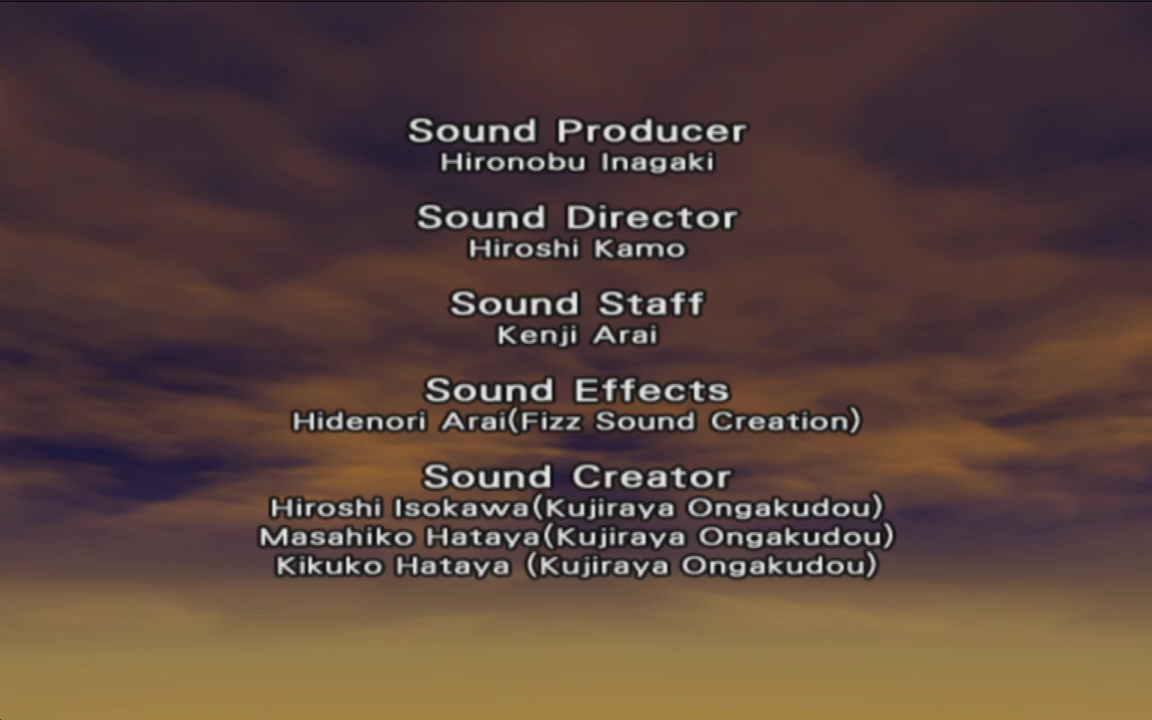 Sound Producer
Hironobu Inagaki
Sound Director
Hiroshi Kamo
Sound Staff
Kenji Arai
Sound Effects
Hidenori Arai(Fizz Sound Creation)
Sound Creator
Hiroshi Isokawa(Kujiraya Ongakudou)
Masahiko Hataya(Kujiraya Ongakudou)
Kikuko Hataya (Kujiraya Ongakudou)